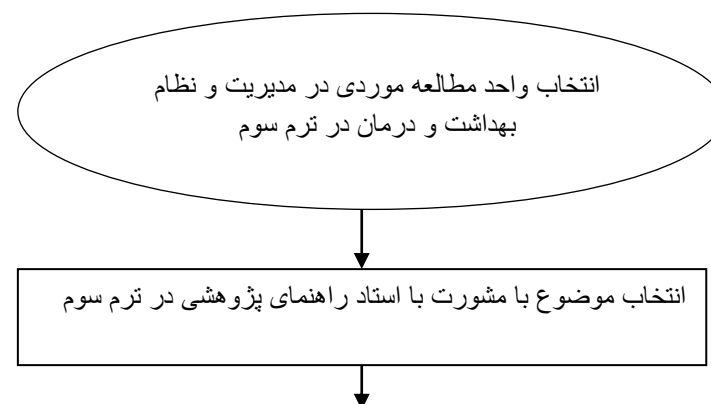 انتخاب واحد مطالعه موردی در مدیریت و نظام
بهداشت و درمان در ترم سوم
انتخاب موضوع با مشورت با استاد راهنمای پژوهشی در ترم سوم